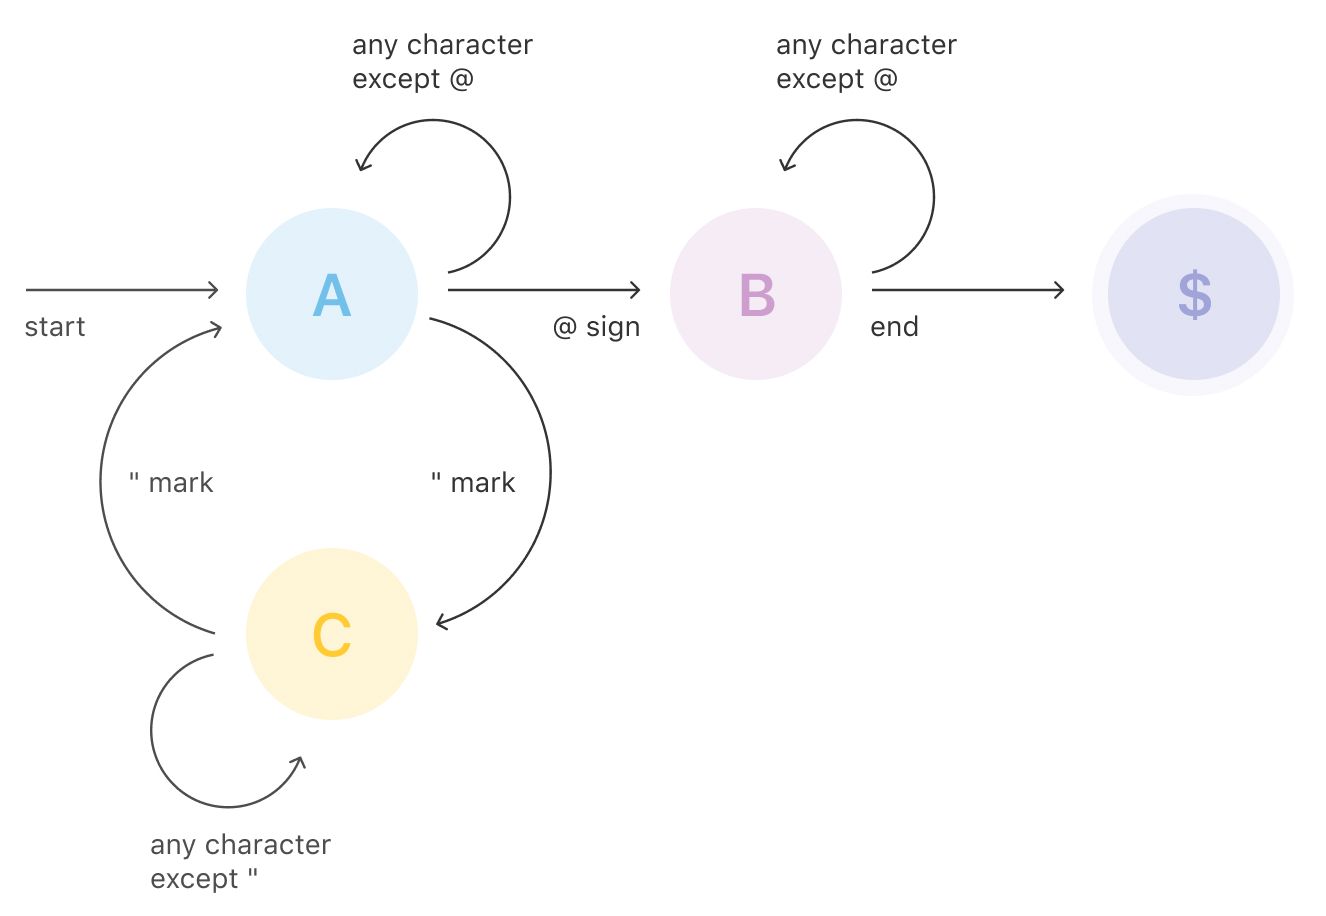 any character
except @
any character
except @
A
B
$
start
@ sign
end
" mark
" mark
C
any character
except "